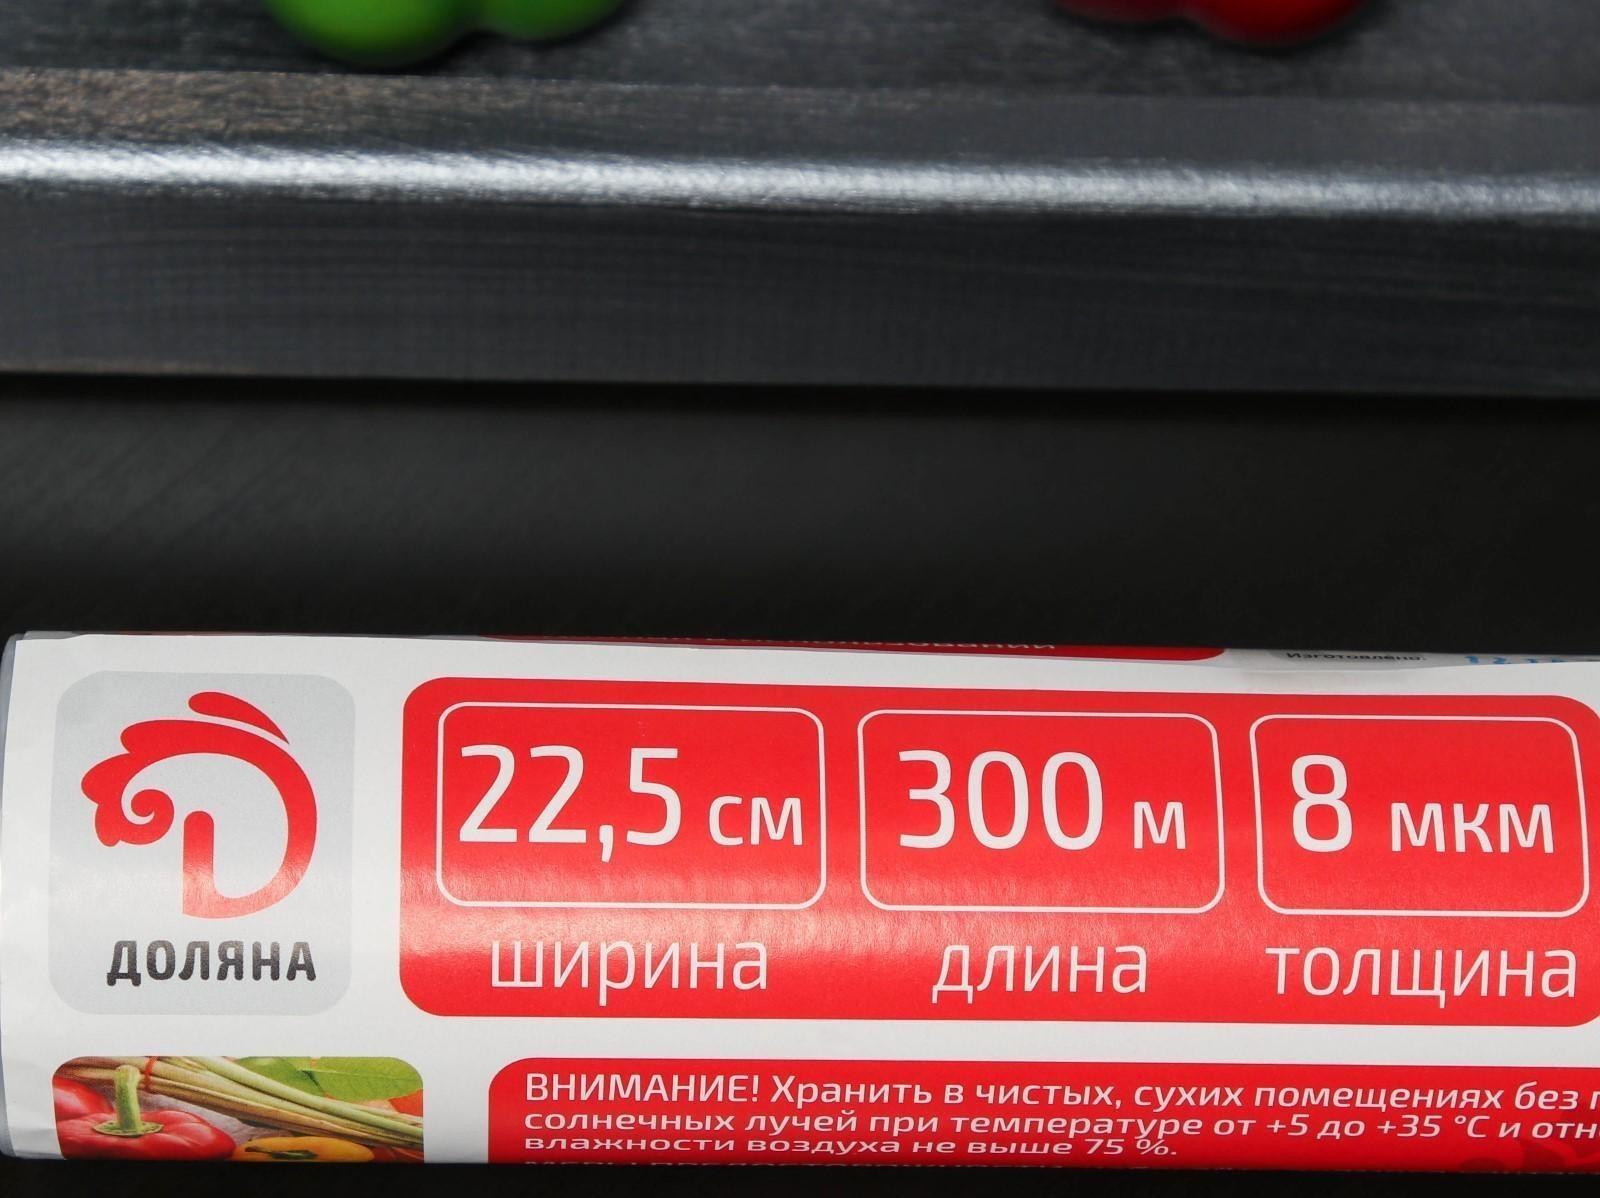 Изготовлено:
22,5 см
300 м
8 мкм
ширина
длина
толщина
ДОЛЯНА
ВНИМАНИЕ! Хранить в чистых, сухих помещениях без
солнечных лучей при температуре от +5 до +35 °С и
влажности воздуха не выше 75 %.